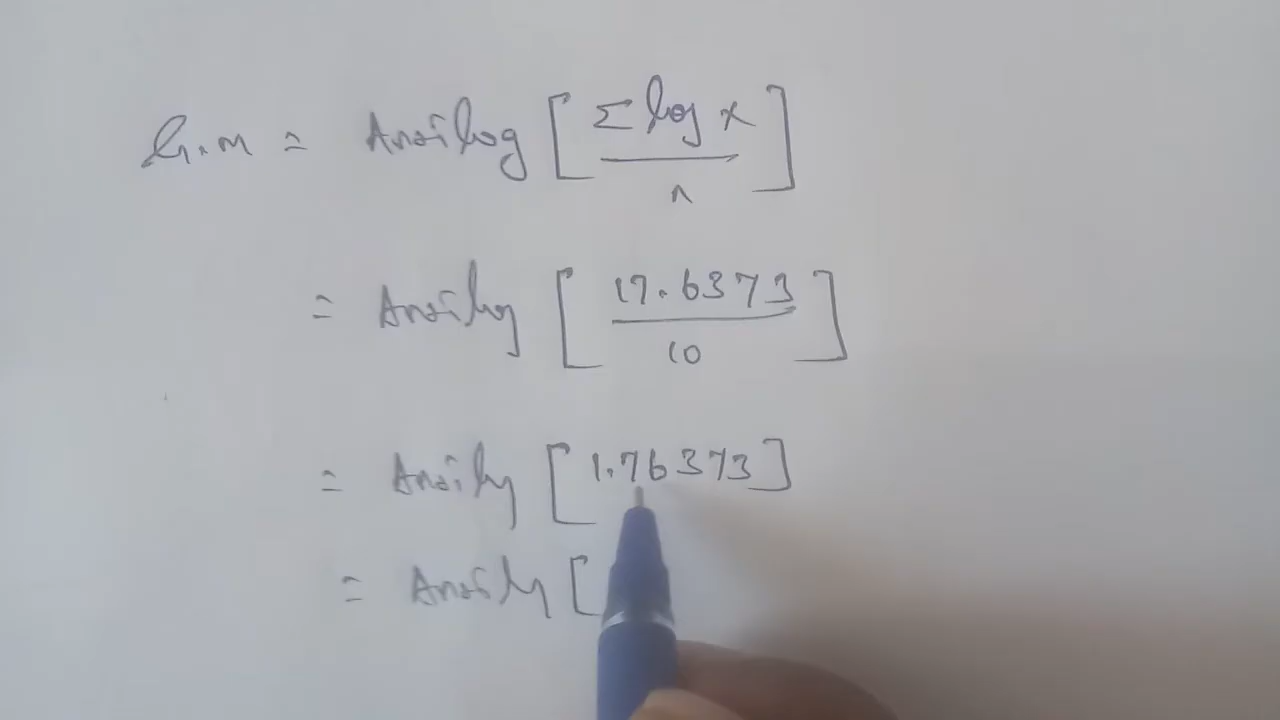 G.M = Antilog [ Σ log x / n ]
= Antilog [ 17.6373 / 10 ]
= Antilog [ 1.76373 ]
= Antilog [